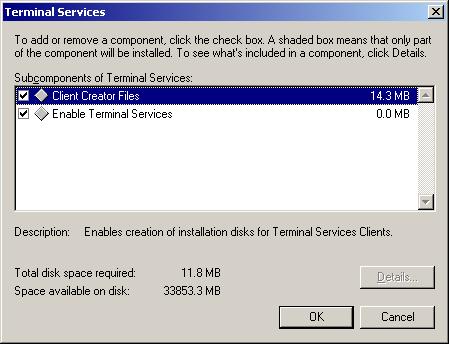 Terminal Services
To add or remove a component, click the check box. A shaded box means that only part
of the component will be installed. To see what's included in a component, click Details.
Subcomponents of Terminal Services:
Client Creator Files 14.3 MB
Enable Terminal Services 0.0 MB
Description: Enables creation of installation disks for Terminal Services Clients.
Total disk space required: 11.8 MB
Space available on disk: 33853.3 MB
Details...
OK Cancel